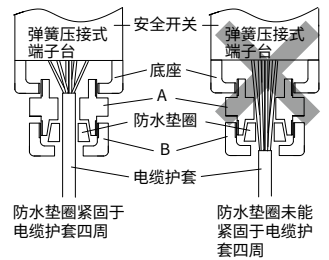 弹簧压接式
端子台
安全开关
弹簧压接式
端子台
底座
A
防水垫圈
B
电缆护套
防水垫圈紧固于
电缆护套四周
防水垫圈未能
紧固于电缆护
套四周